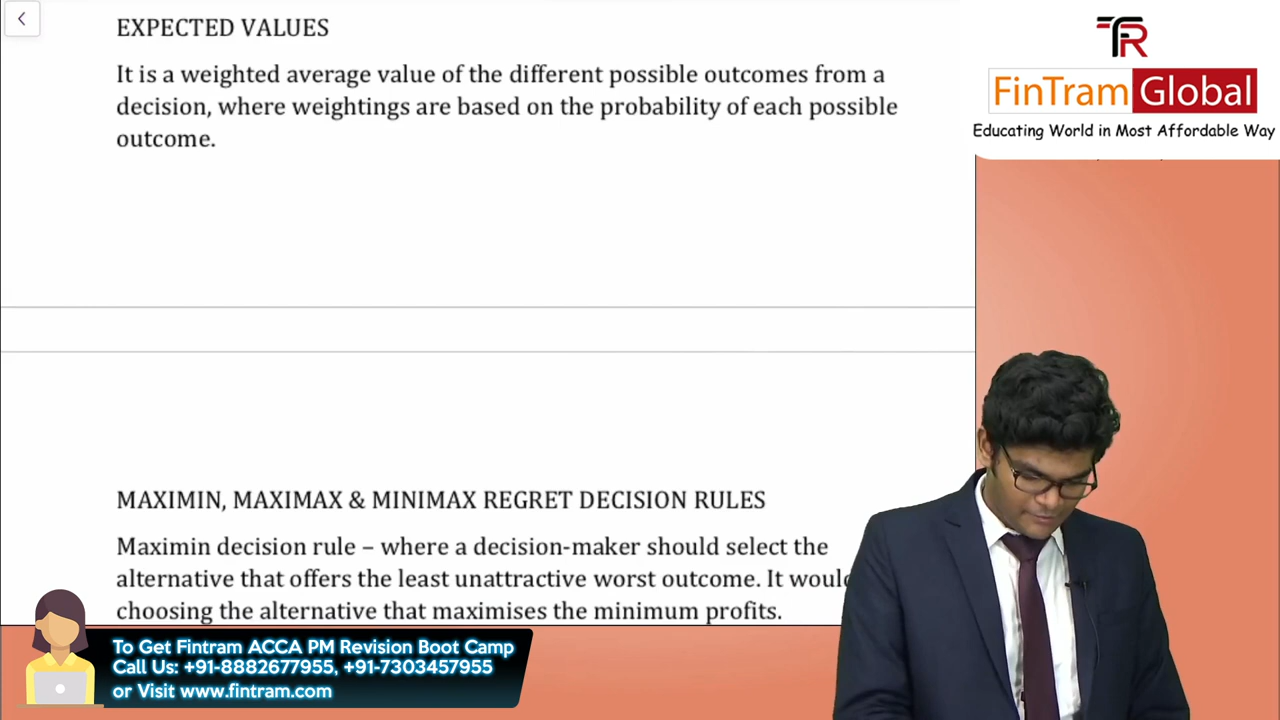 EXPECTED VALUES
It is a weighted average value of the different possible outcomes from a
decision, where weightings are based on the probability of each possible
outcome.
MAXIMIN, MAXIMAX & MINIMAX REGRET DECISION RULES
Maximin decision rule – where a decision-maker should select the
alternative that offers the least unattractive worst outcome. It
choosing the alternative that maximises the minimum profits.
FinTram Global
Educating World in Most Affordable Way
To Get Fintram ACCA PM Revision Boot Camp
Call Us: +91-8882677955, +91-7303457955
or Visit www.fintram.com